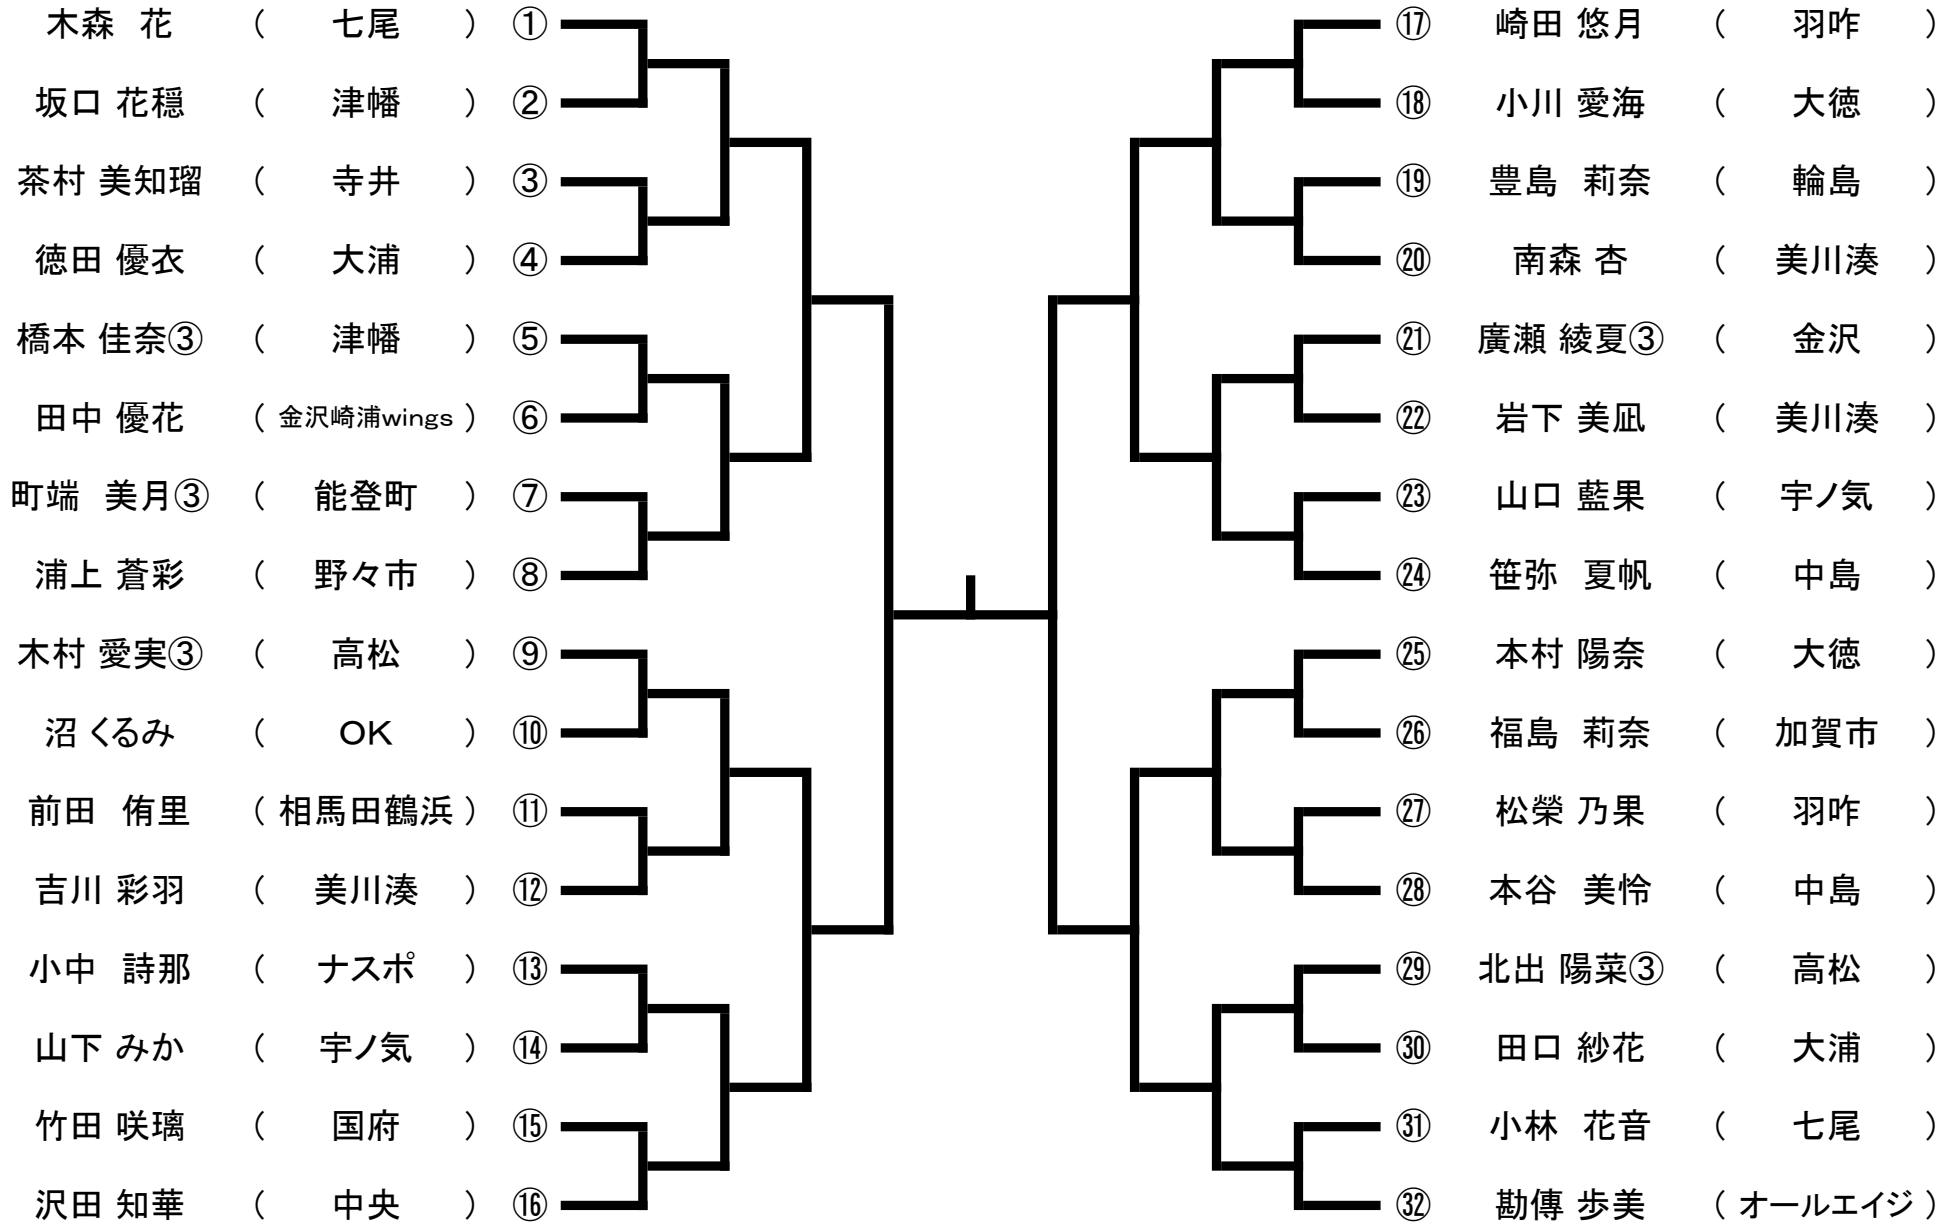 木森　花 （ 七尾 ） ①
坂口 花穏 （ 津幡 ） ②
茶村 美知瑠 （ 寺井 ） ③
徳田 優衣 （ 大浦 ） ④
橋本 佳奈③ （ 津幡 ） ⑤
田中 優花 （ 金沢崎浦wings ） ⑥
町端　美月③ （ 能登町 ） ⑦
浦上 蒼彩 （ 野々市 ） ⑧
木村 愛実③ （ 高松 ） ⑨
沼 くるみ （ OK ） ⑩
前田　侑里 （ 相馬田鶴浜 ） ⑪
吉川 彩羽 （ 美川湊 ） ⑫
小中　詩那 （ ナスポ ） ⑬
山下 みか （ 宇ノ気 ） ⑭
竹田 咲璃 （ 国府 ） ⑮
沢田 知華 （ 中央 ） ⑯
⑰ 崎田 悠月 （ 羽咋 ）
⑱ 小川 愛海 （ 大徳 ）
⑲ 豊島　莉奈 （ 輪島 ）
⑳ 南森 杏 （ 美川湊 ）
㉑ 廣瀬 綾夏③ （ 金沢 ）
㉒ 岩下 美凪 （ 美川湊 ）
㉓ 山口 藍果 （ 宇ノ気 ）
㉔ 笹弥　夏帆 （ 中島 ）
㉕ 本村 陽奈 （ 大徳 ）
㉖ 福島　莉奈 （ 加賀市 ）
㉗ 松榮 乃果 （ 羽咋 ）
㉘ 本谷　美怜 （ 中島 ）
㉙ 北出 陽菜③ （ 高松 ）
㉚ 田口 紗花 （ 大浦 ）
㉛ 小林　花音 （ 七尾 ）
㉜ 勘傳 歩美 （ オールエイジ ）